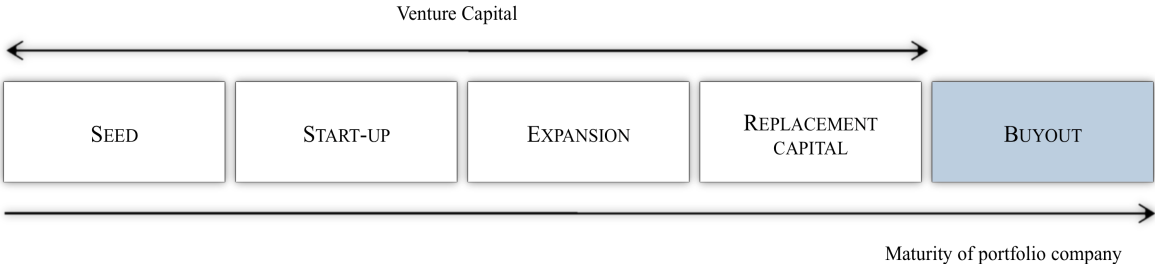 Venture Capital
SEED
START-UP
EXPANSION
REPLACEMENT
CAPITAL
BUYOUT
Maturity of portfolio company